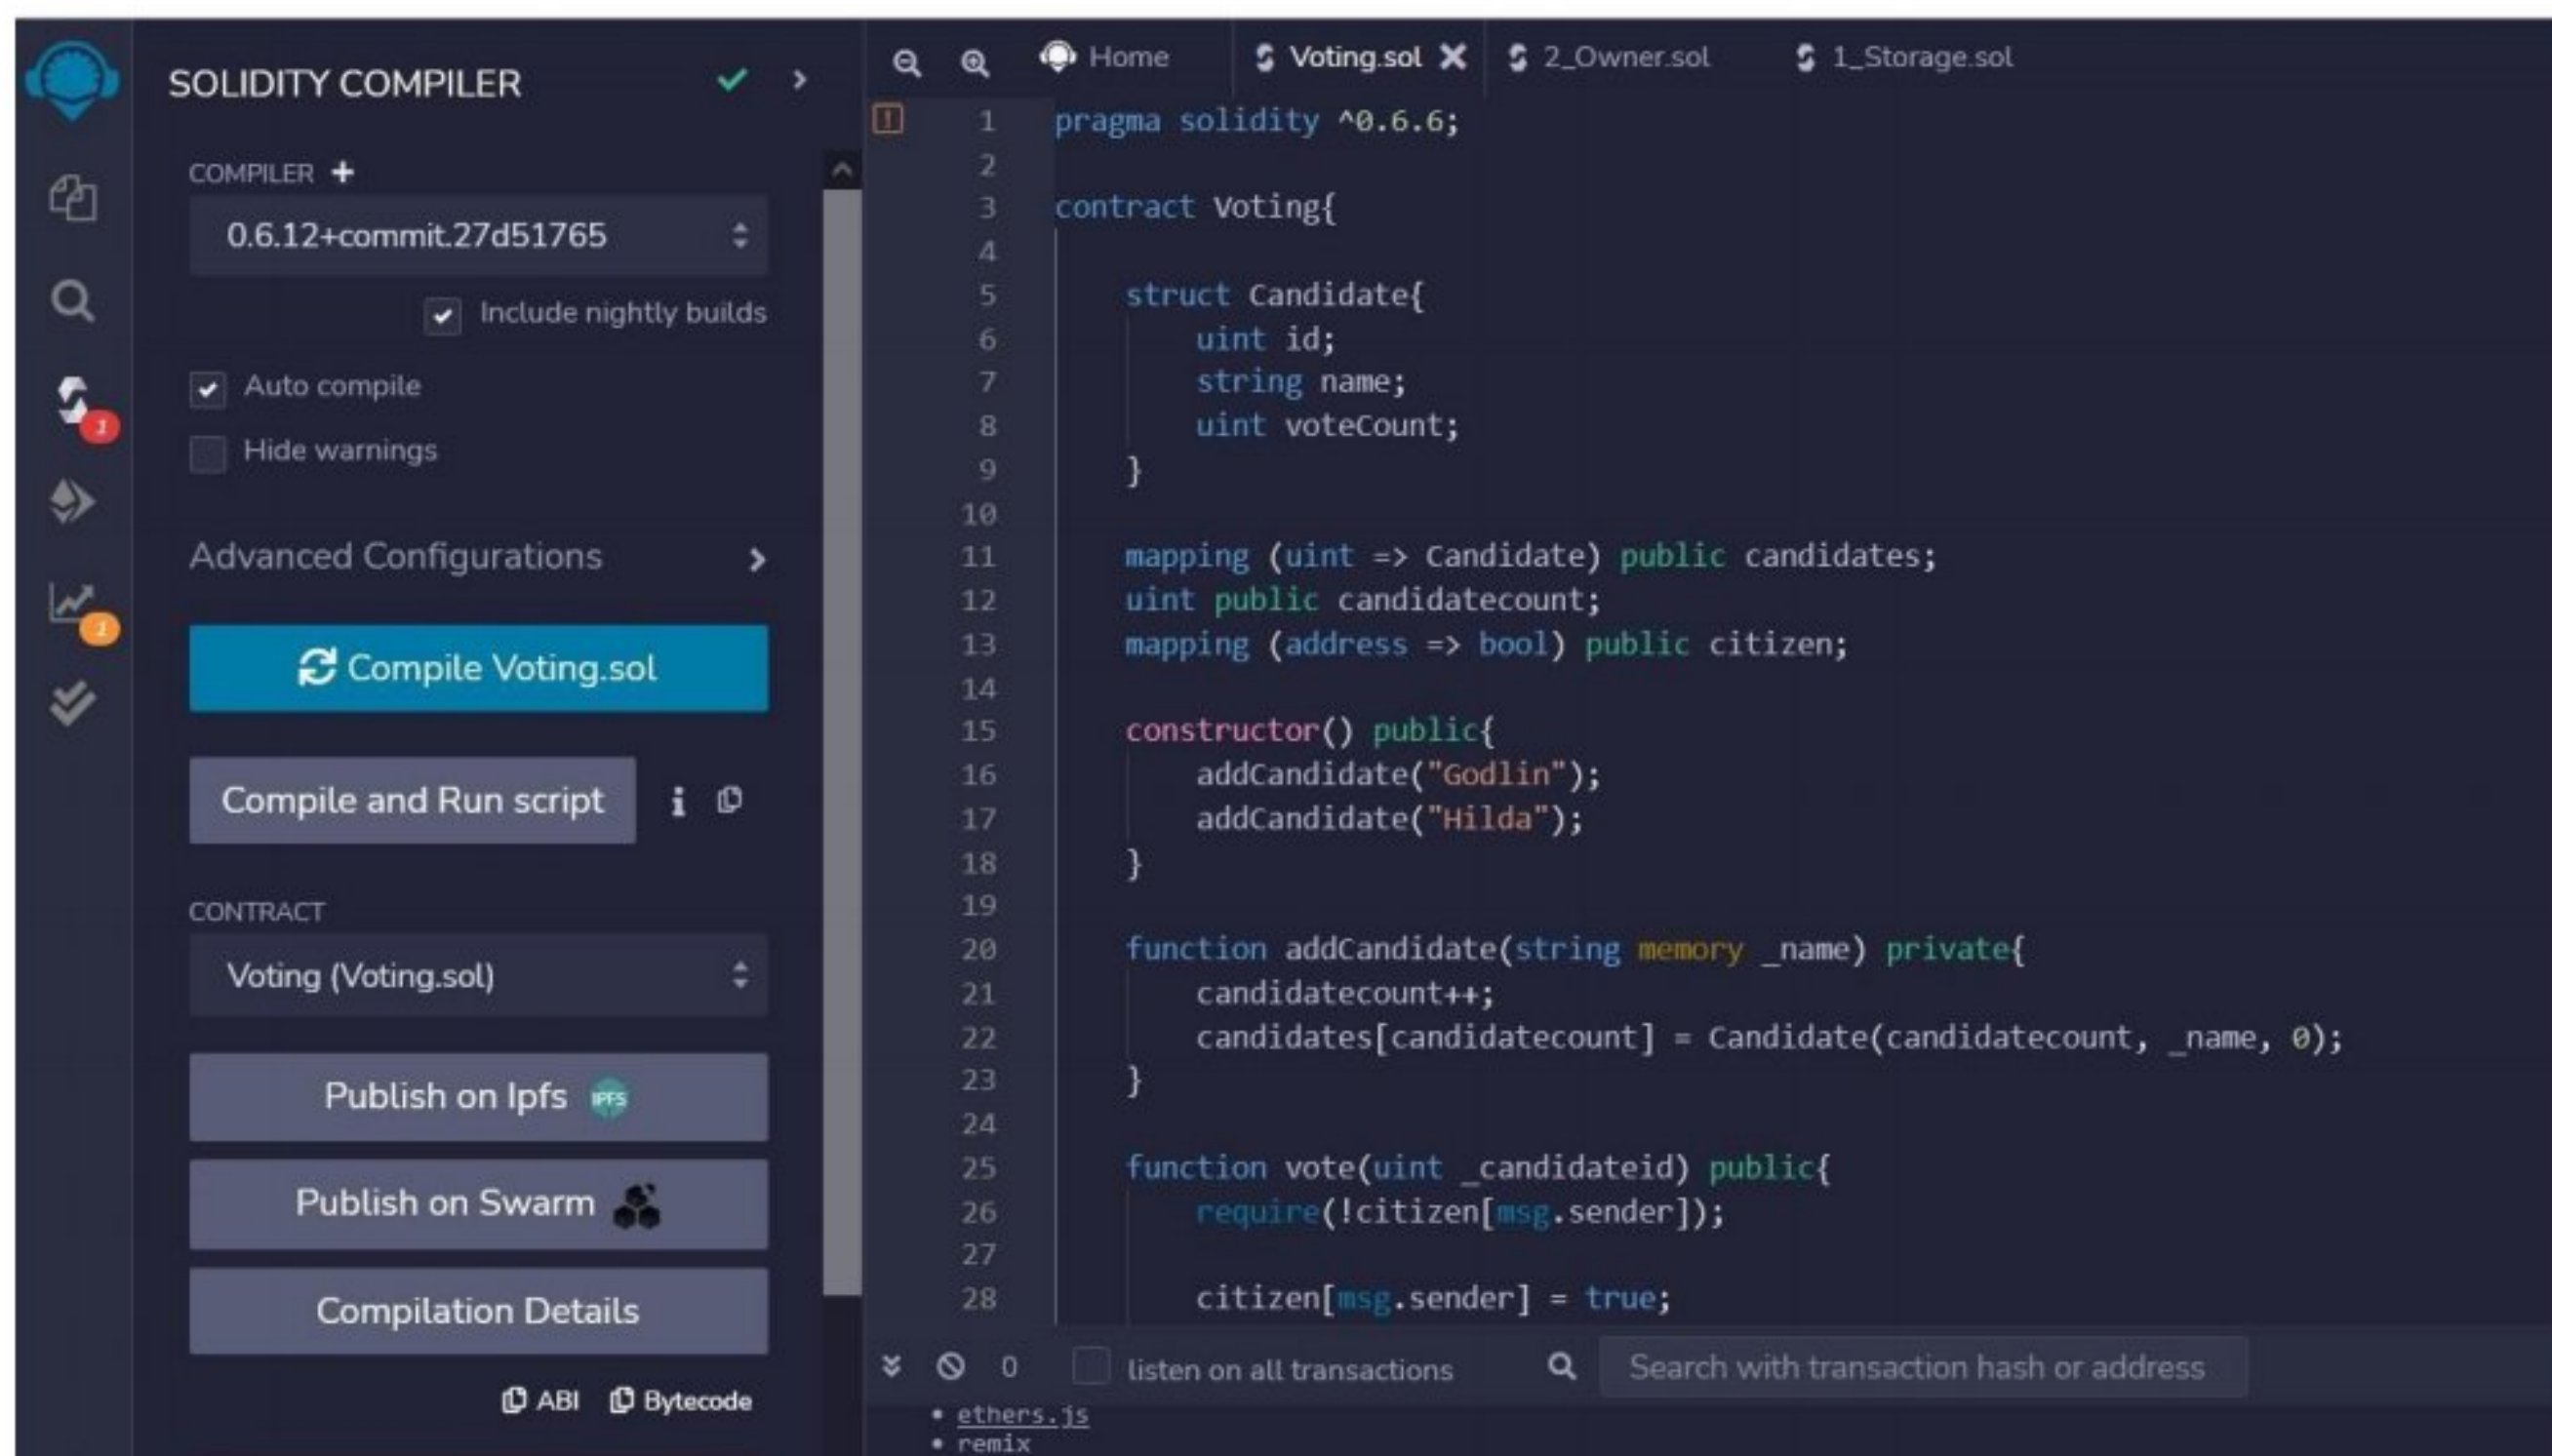 SOLIDITY COMPILER
COMPILER +
0.6.12+commit.27d51765
Include nightly builds
Auto compile
Hide warnings
1
1
Advanced Configurations
Compile Voting.sol
Compile and Run script
i
CONTRACT
Voting (Voting.sol)
Publish on Ipfs IPFS
Publish on Swarm
Compilation Details
ABI Bytecode
Home Voting.sol 2_Owner.sol 1_Storage.sol
1 pragma solidity ^0.6.6;
2
3 contract Voting{
4
5 struct Candidate{
6 uint id;
7 string name;
8 uint voteCount;
9 }
10
11 mapping (uint => Candidate) public candidates;
12 uint public candidatecount;
13 mapping (address => bool) public citizen;
14
15 constructor() public{
16 addCandidate("Godlin");
17 addCandidate("Hilda");
18 }
19
20 function addCandidate(string memory _name) private{
21 candidatecount++;
22 candidates[candidatecount] = Candidate(candidatecount, _name, 0);
23 }
24
25 function vote(uint _candidateid) public{
26 require(!citizen[msg.sender]);
27
28 citizen[msg.sender] = true;
0 listen on all transactions Search with transaction hash or address
• ethers.js
• remix